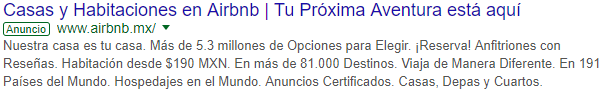 Casas y Habitaciones en Airbnb | Tu Próxima Aventura está aquí
Anuncio www.airbnb.mx/
Nuestra casa es tu casa. Más de 5.3 millones de Opciones para Elegir. ¡Reserva! Anfitriones con
Reseñas. Habitación desde $190 MXN. En más de 81.000 Destinos. Viaja de Manera Diferente. En 191
Países del Mundo. Hospedajes en el Mundo. Anuncios Certificados. Casas, Depas y Cuartos.